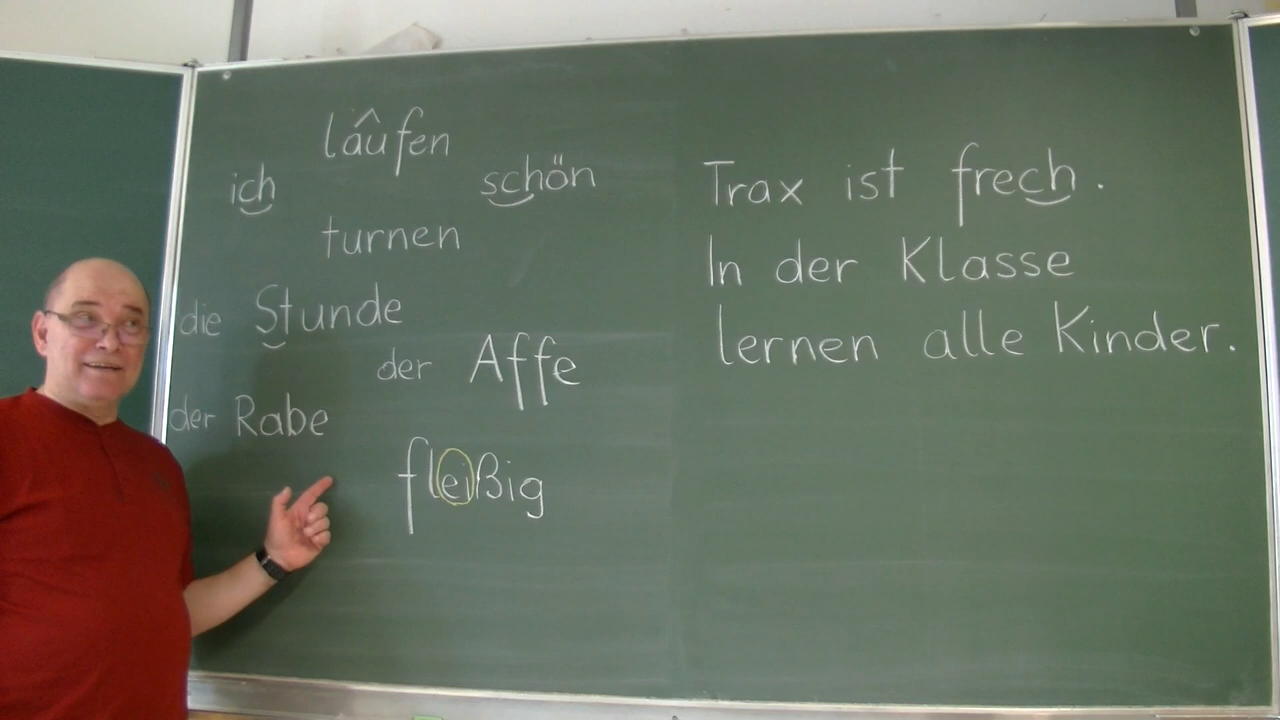 laufen
ich
schön
turnen
die Stunde
der Affe
der Rabe
fleißig
Trax ist frech.
In der Klasse
lernen alle Kinder.